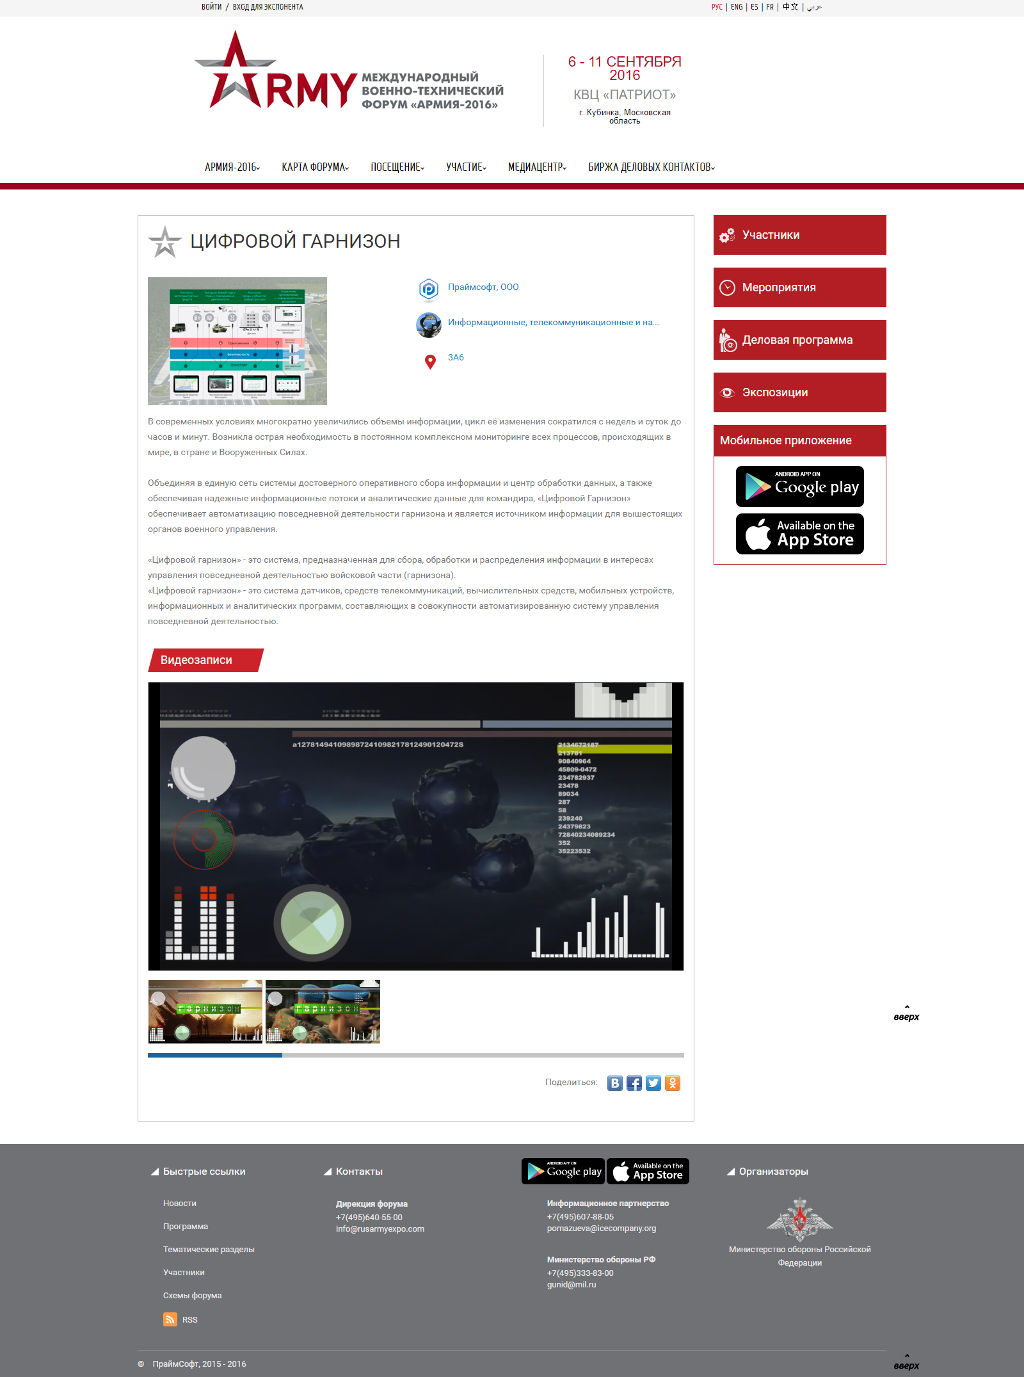 ВОЙТИ / ВХОД ДЛЯ ЭКСПОНЕНТА
РУС | ENG | ES | FR | 中文 | عربي
ARMY
МЕЖДУНАРОДНЫЙ
ВОЕННО-ТЕХНИЧЕСКИЙ
ФОРУМ «АРМИЯ-2016»
6 - 11 СЕНТЯБРЯ
2016
КВЦ «ПАТРИОТ»
г. Кубинка, Московская
область
АРМИЯ-2016
КАРТА ФОРУМА
ПОСЕЩЕНИЕ
УЧАСТИЕ
МЕДИАЦЕНТР
БИРЖА ДЕЛОВЫХ КОНТАКТОВ
ЦИФРОВОЙ ГАРНИЗОН
Праймсофт, ООО
Информационные, телекоммуникационные и на...
3А6
В современных условиях многократно увеличились объемы информации, цикл её изменения сократился с недель и суток до
часов и минут. Возникла острая необходимость в постоянном комплексном мониторинге всех процессов, происходящих в
мире, в стране и Вооруженных Силах.
Объединяя в единую сеть системы достоверного оперативного сбора информации и центр обработки данных, а также
обеспечивая надежные информационные потоки и аналитические данные для командира, «Цифровой Гарнизон»
обеспечивает автоматизацию повседневной деятельности гарнизона и является источником информации для вышестоящих
органов военного управления.
«Цифровой гарнизон» - это система, предназначенная для сбора, обработки и распределения информации в интересах
управления повседневной деятельностью войсковой части (гарнизона).
«Цифровой гарнизон» - это система датчиков, средств телекоммуникаций, вычислительных средств, мобильных устройств,
информационных и аналитических программ, составляющих в совокупности автоматизированную систему управления
повседневной деятельностью.
Видеозаписи
a12781494109898724109821781249012047​28
2134672187
213781
90840964
45809-0472
234782937
23478
89034
287
58
239240
24379823
72840234089234
352
35223532
гарнизон
гарнизон
Поделиться:
Участники
Мероприятия
Деловая программа
Экспозиции
Мобильное приложение
ANDROID APP ON
Google play
Available on the
App Store
вверх
Быстрые ссылки
Новости
Программа
Тематические разделы
Участники
Схемы форума
RSS
Контакты
Дирекция форума
+7(495)640-55-00
info@rusarmyexpo.com
ANDROID APP ON
Google play
Available on the
App Store
Информационное партнерство
+7(495)607-88-05
pomazueva@icecompany.org
Министерство обороны РФ
+7(495)333-83-00
gunid@mil.ru
Организаторы
Министерство обороны Российской
Федерации
© ПраймСофт, 2015 - 2016
вверх